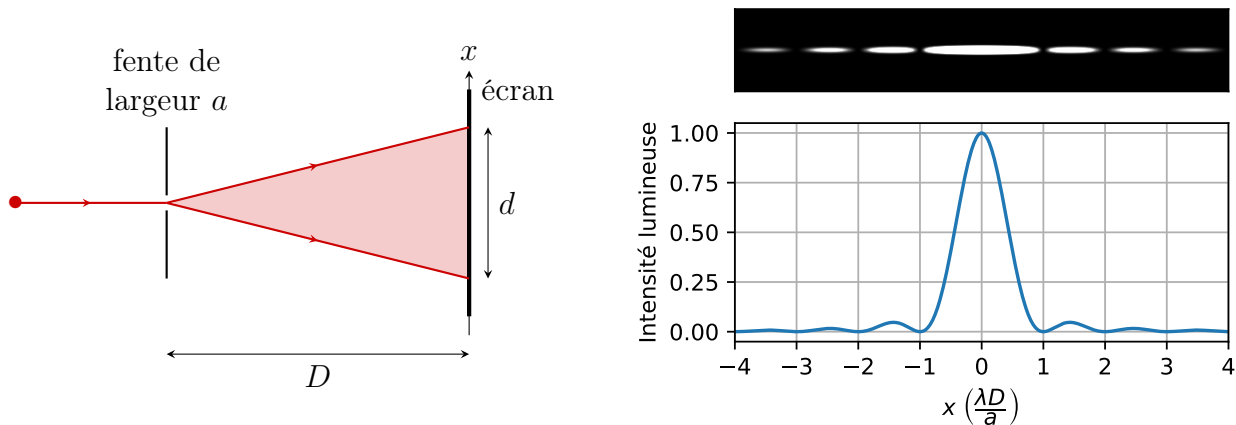 fente de
largeur a
x
écran
d
D
Intensité lumineuse
1.00
0.75
0.50
0.25
0.00
−4 −3 −2 −1 0 1 2 3 4
x (λD/a)